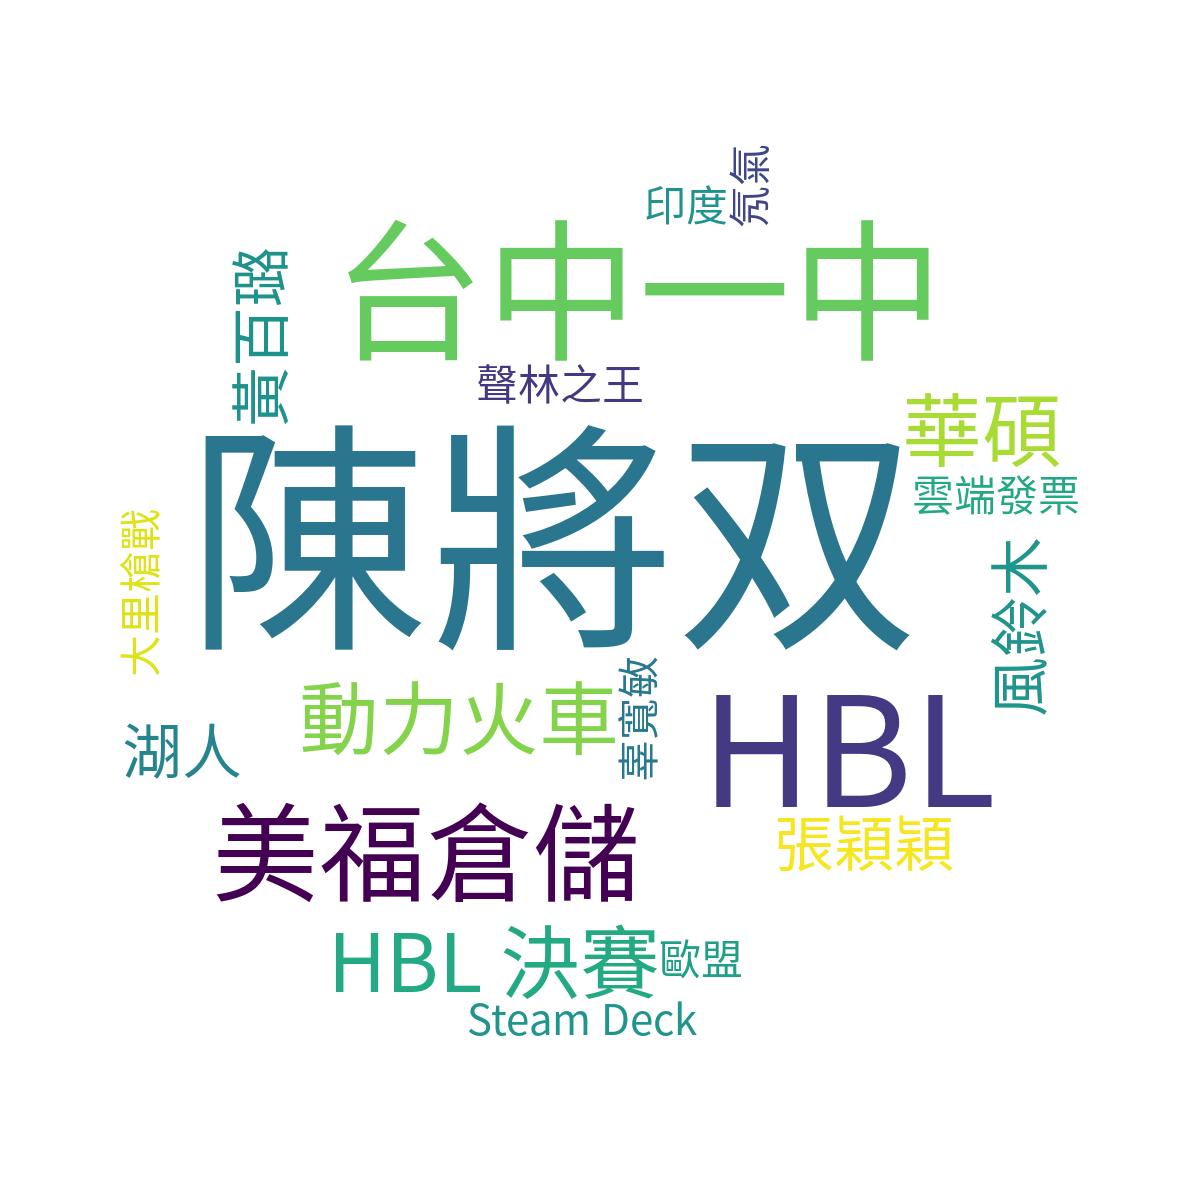 氖氣
印度
台中一中
黃百璐
聲林之王
華碩
陳將双
雲端發票
大里槍戰
風鈴木
辜寬敏
動力火車
HBL
湖人
美福倉儲
張穎穎
HBL 決賽
歐盟
Steam Deck